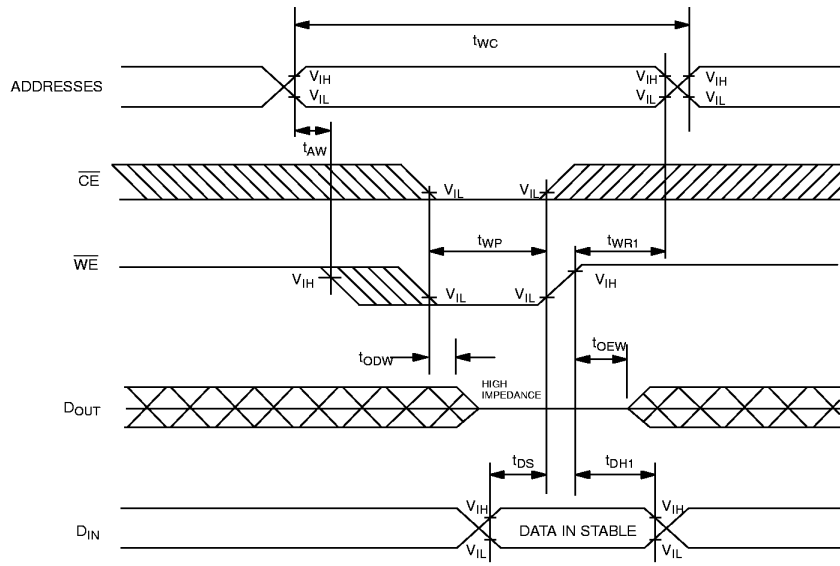 tWC
ADDRESSES
VIH
VIL
VIH
VIL
VIH
VIL
tAW
CE
VIL
VIL
tWP
tWR1
WE
VIH
VIL
VIL
VIH
tODW
tOEW
HIGH
IMPEDANCE
DOUT
tDS
tDH1
VIH
VIH
DIN
DATA IN STABLE
VIL
VIL